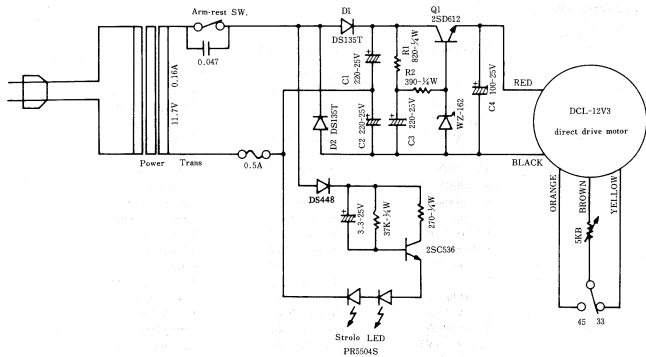 Arm-rest SW.
0.047
11.7V 0.16A
Power Trans
0.5A
D1
DS135T
D2 DS135T
C1
220-25V
C2 220-25V
R1
820-¼W
R2
390-¼W
C3
220-25V
Q1
2SD612
WZ-162
C4
100-25V
RED
BLACK
DCL-12V3
direct drive motor
ORANGE
BROWN
YELLOW
5KB
45 33
DS448
3.3-25V
37K-¼W
270-¼W
2SC536
Strolo LED
PR5504S